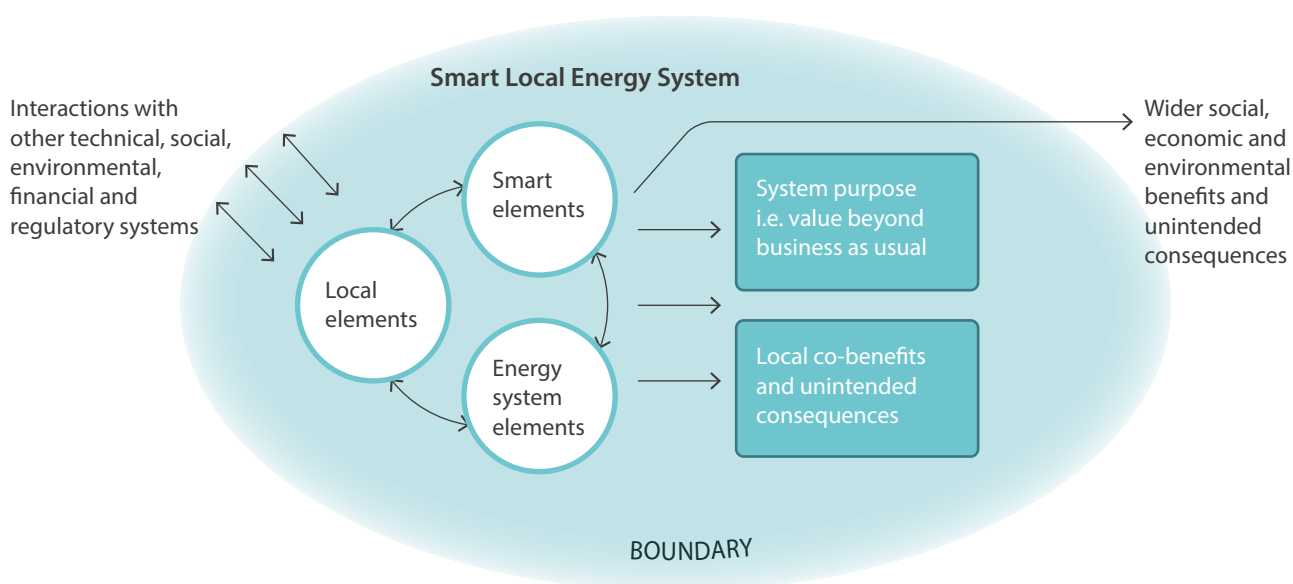 Smart Local Energy System
Interactions with
other technical, social,
environmental,
financial and
regulatory systems
Smart
elements
Local
elements
Energy
system
elements
System purpose
i.e. value beyond
business as usual
Local co-benefits
and unintended
consequences
Wider social,
economic and
environmental
benefits and
unintended
consequences
BOUNDARY